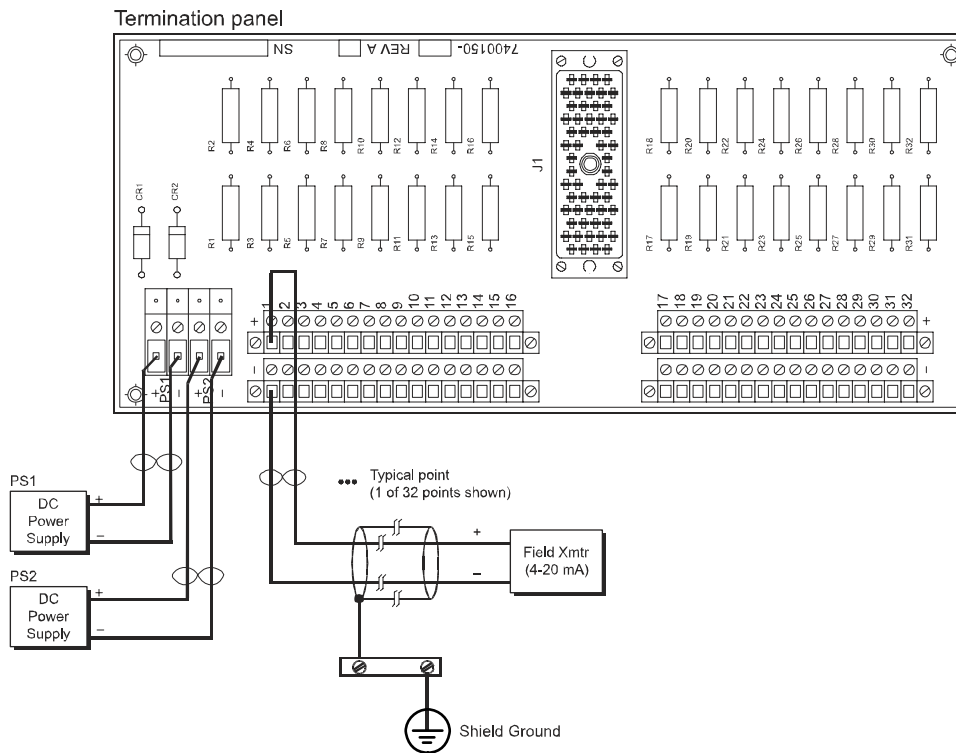 Termination panel
SN
REV A
7400150-
R2 R4 R6 R8 R10 R12 R14 R16
R18 R20 R22 R24 R26 R28 R30 R32
J1
CR1 CR2
R1 R3 R5 R7 R9 R11 R13 R15
R17 R19 R21 R23 R25 R27 R29 R31
1 2 3 4 5 6 7 8 9 10 11 12 13 14 15 16
17 18 19 20 21 22 23 24 25 26 27 28 29 30 31 32
+ +
- -
PS1 PS2
+ - + -
PS1
DC
Power
Supply
+
–
PS2
DC
Power
Supply
+
–
••• Typical point
(1 of 32 points shown)
+
–
Field Xmtr
(4-20 mA)
Shield Ground